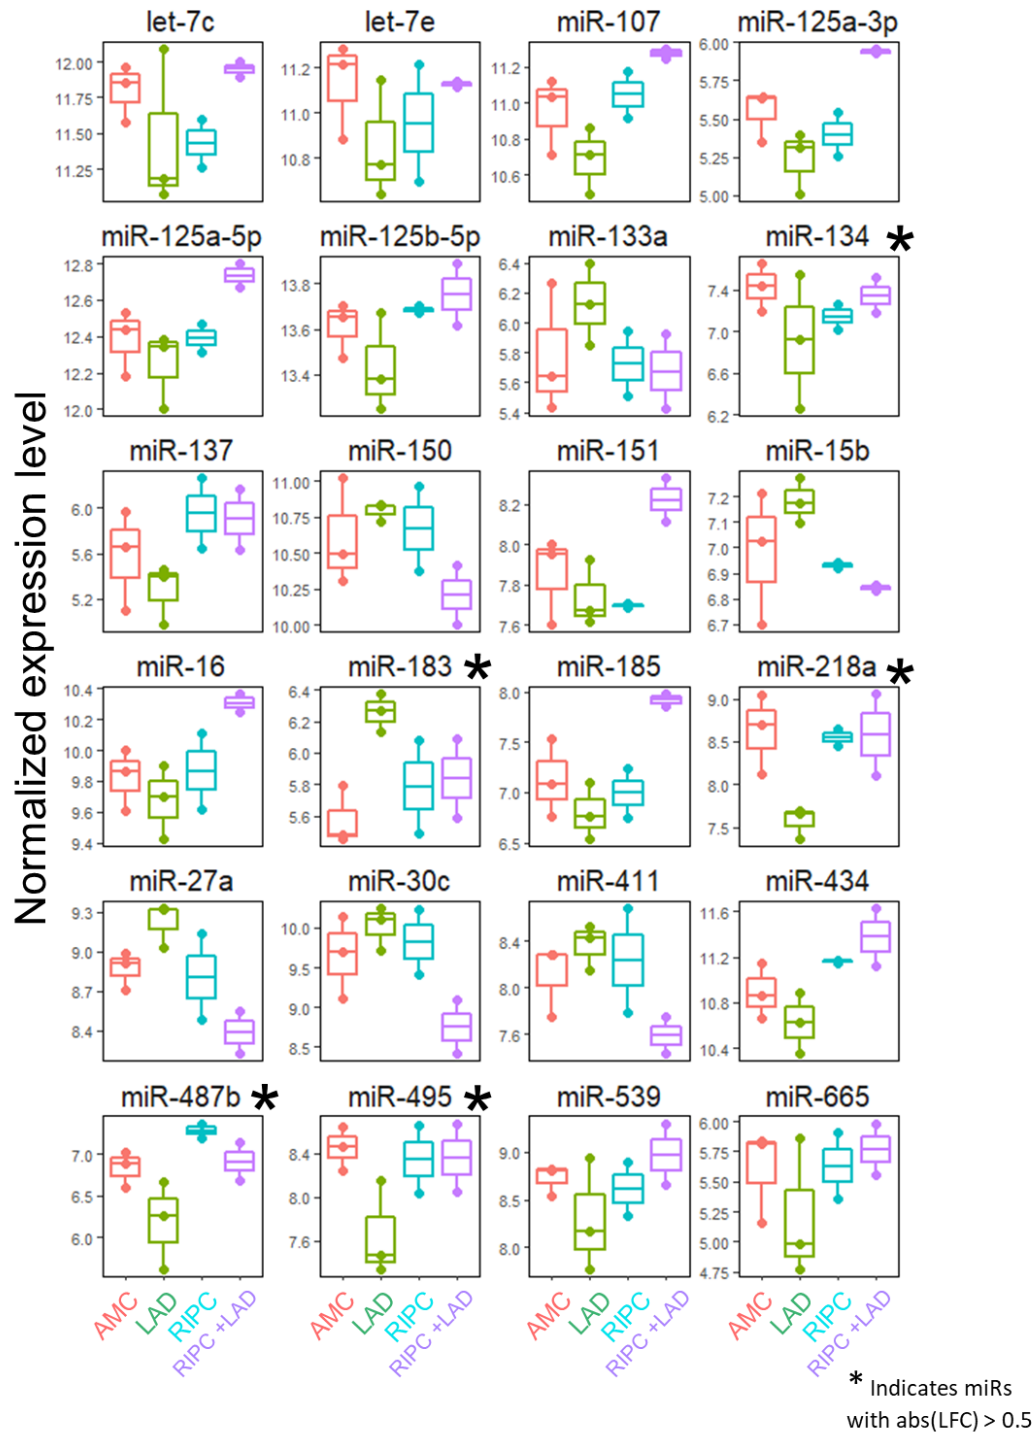 Normalized expression level
let-7c
let-7e
miR-107
miR-125a-3p
12.00
11.75
11.50
11.25
11.2
11.0
10.8
11.2
11.0
10.8
10.6
6.00
5.75
5.50
5.25
5.00
miR-125a-5p
miR-125b-5p
miR-133a
miR-134 *
12.8
12.6
12.4
12.2
12.0
13.8
13.6
13.4
6.4
6.2
6.0
5.8
5.6
5.4
7.4
7.0
6.6
6.2
miR-137
miR-150
miR-151
miR-15b
6.0
5.6
5.2
11.00
10.75
10.50
10.25
10.00
8.2
8.0
7.8
7.6
7.2
7.1
7.0
6.9
6.8
6.7
miR-16
miR-183 *
miR-185
miR-218a *
10.4
10.2
10.0
9.8
9.6
9.4
6.4
6.2
6.0
5.8
5.6
8.0
7.5
7.0
6.5
9.0
8.5
8.0
7.5
miR-27a
miR-30c
miR-411
miR-434
9.3
9.0
8.7
8.4
10.0
9.5
9.0
8.5
8.4
8.0
7.6
11.6
11.2
10.8
10.4
miR-487b *
miR-495 *
miR-539
miR-665
7.0
6.5
6.0
8.4
8.0
7.6
9.0
8.5
8.0
6.00
5.75
5.50
5.25
5.00
4.75
AMC
LAD
RIPC
RIPC +LAD
AMC
LAD
RIPC
RIPC +LAD
AMC
LAD
RIPC
RIPC +LAD
AMC
LAD
RIPC
RIPC +LAD
* Indicates miRs
with abs(LFC) > 0.5